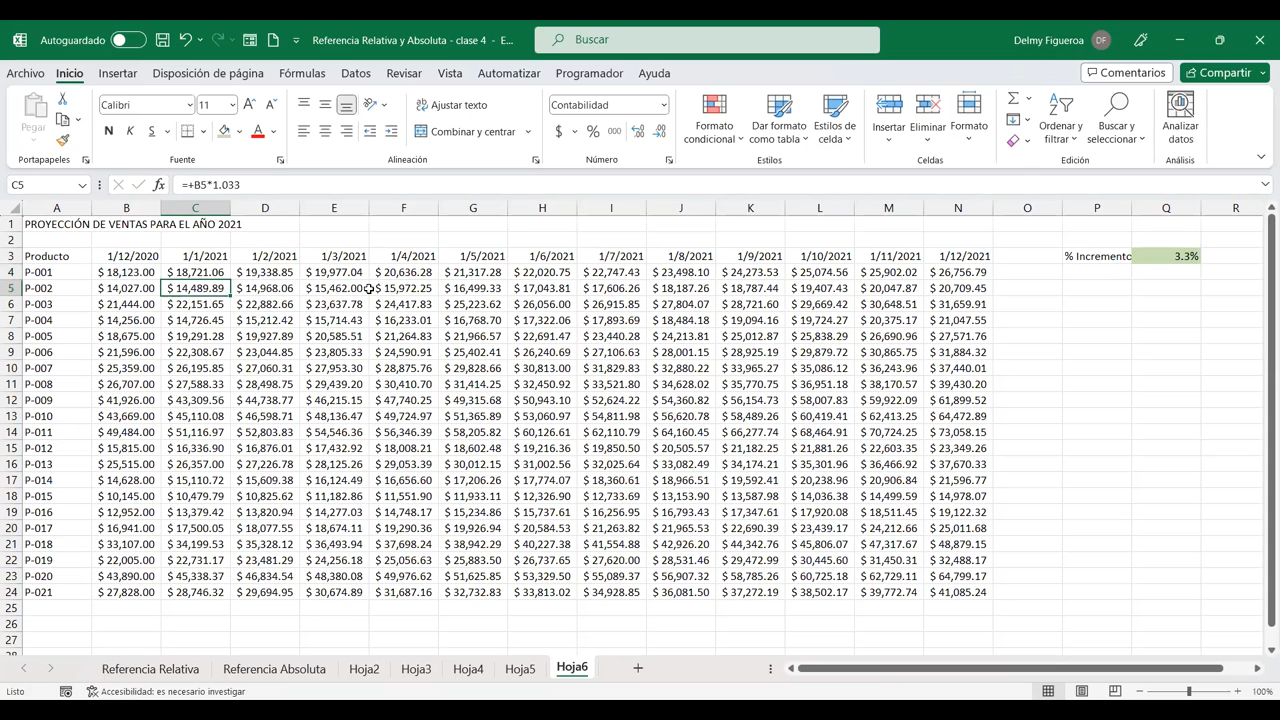 Autoguardado Referencia Relativa y Absoluta - clase 4 - E... Buscar Delmy Figueroa DF
Archivo Inicio Insertar Disposición de página Fórmulas Datos Revisar Vista Automatizar Programador Ayuda Comentarios Compartir
Pegar Calibri 11 Ajustar texto Contabilidad
N K S A Combinar y centrar $ % 000
Formato condicional Dar formato como tabla Estilos de celda Insertar Eliminar Formato Ordenar y filtrar Buscar y seleccionar Analizar datos
Portapapeles Fuente Alineación Número Estilos Celdas Edición Análisis
C5 fx =+B5*1.033
A B C D E F G H I J K L M N O P Q R
1 PROYECCIÓN DE VENTAS PARA EL AÑO 2021
2
3 Producto 1/12/2020 1/1/2021 1/2/2021 1/3/2021 1/4/2021 1/5/2021 1/6/2021 1/7/2021 1/8/2021 1/9/2021 1/10/2021 1/11/2021 1/12/2021 % Incremento 3.3%
4 P-001 $ 18,123.00 $ 18,721.06 $ 19,338.85 $ 19,977.04 $ 20,636.28 $ 21,317.28 $ 22,020.75 $ 22,747.43 $ 23,498.10 $ 24,273.53 $ 25,074.56 $ 25,902.02 $ 26,756.79
5 P-002 $ 14,027.00 $ 14,489.89 $ 14,968.06 $ 15,462.00 $ 15,972.25 $ 16,499.33 $ 17,043.81 $ 17,606.26 $ 18,187.26 $ 18,787.44 $ 19,407.43 $ 20,047.87 $ 20,709.45
6 P-003 $ 21,444.00 $ 22,151.65 $ 22,882.66 $ 23,637.78 $ 24,417.83 $ 25,223.62 $ 26,056.00 $ 26,915.85 $ 27,804.07 $ 28,721.60 $ 29,669.42 $ 30,648.51 $ 31,659.91
7 P-004 $ 14,256.00 $ 14,726.45 $ 15,212.42 $ 15,714.43 $ 16,233.01 $ 16,768.70 $ 17,322.06 $ 17,893.69 $ 18,484.18 $ 19,094.16 $ 19,724.27 $ 20,375.17 $ 21,047.55
8 P-005 $ 18,675.00 $ 19,291.28 $ 19,927.89 $ 20,585.51 $ 21,264.83 $ 21,966.57 $ 22,691.47 $ 23,440.28 $ 24,213.81 $ 25,012.87 $ 25,838.29 $ 26,690.96 $ 27,571.76
9 P-006 $ 21,596.00 $ 22,308.67 $ 23,044.85 $ 23,805.33 $ 24,590.91 $ 25,402.41 $ 26,240.69 $ 27,106.63 $ 28,001.15 $ 28,925.19 $ 29,879.72 $ 30,865.75 $ 31,884.32
10 P-007 $ 25,359.00 $ 26,195.85 $ 27,060.31 $ 27,953.30 $ 28,875.76 $ 29,828.66 $ 30,813.00 $ 31,829.83 $ 32,880.22 $ 33,965.27 $ 35,086.12 $ 36,243.96 $ 37,440.01
11 P-008 $ 26,707.00 $ 27,588.33 $ 28,498.75 $ 29,439.20 $ 30,410.70 $ 31,414.25 $ 32,450.92 $ 33,521.80 $ 34,628.02 $ 35,770.75 $ 36,951.18 $ 38,170.57 $ 39,430.20
12 P-009 $ 41,926.00 $ 43,309.56 $ 44,738.77 $ 46,215.15 $ 47,740.25 $ 49,315.68 $ 50,943.10 $ 52,624.22 $ 54,360.82 $ 56,154.73 $ 58,007.83 $ 59,922.09 $ 61,899.52
13 P-010 $ 43,669.00 $ 45,110.08 $ 46,598.71 $ 48,136.47 $ 49,724.97 $ 51,365.89 $ 53,060.97 $ 54,811.98 $ 56,620.78 $ 58,489.26 $ 60,419.41 $ 62,413.25 $ 64,472.89
14 P-011 $ 49,484.00 $ 51,116.97 $ 52,803.83 $ 54,546.36 $ 56,346.39 $ 58,205.82 $ 60,126.61 $ 62,110.79 $ 64,160.45 $ 66,277.74 $ 68,464.91 $ 70,724.25 $ 73,058.15
15 P-012 $ 15,815.00 $ 16,336.90 $ 16,876.01 $ 17,432.92 $ 18,008.21 $ 18,602.48 $ 19,216.36 $ 19,850.50 $ 20,505.57 $ 21,182.25 $ 21,881.26 $ 22,603.35 $ 23,349.26
16 P-013 $ 25,515.00 $ 26,357.00 $ 27,226.78 $ 28,125.26 $ 29,053.39 $ 30,012.15 $ 31,002.56 $ 32,025.64 $ 33,082.49 $ 34,174.21 $ 35,301.96 $ 36,466.92 $ 37,670.33
17 P-014 $ 14,628.00 $ 15,110.72 $ 15,609.38 $ 16,124.49 $ 16,656.60 $ 17,206.26 $ 17,774.07 $ 18,360.61 $ 18,966.51 $ 19,592.41 $ 20,238.96 $ 20,906.84 $ 21,596.77
18 P-015 $ 10,145.00 $ 10,479.79 $ 10,825.62 $ 11,182.86 $ 11,551.90 $ 11,933.11 $ 12,326.90 $ 12,733.69 $ 13,153.90 $ 13,587.98 $ 14,036.38 $ 14,499.59 $ 14,978.07
19 P-016 $ 12,952.00 $ 13,379.42 $ 13,820.94 $ 14,277.03 $ 14,748.17 $ 15,234.86 $ 15,737.61 $ 16,256.95 $ 16,793.43 $ 17,347.61 $ 17,920.08 $ 18,511.45 $ 19,122.32
20 P-017 $ 16,941.00 $ 17,500.05 $ 18,077.55 $ 18,674.11 $ 19,290.36 $ 19,926.94 $ 20,584.53 $ 21,263.82 $ 21,965.53 $ 22,690.39 $ 23,439.17 $ 24,212.66 $ 25,011.68
21 P-018 $ 33,107.00 $ 34,199.53 $ 35,328.12 $ 36,493.94 $ 37,698.24 $ 38,942.29 $ 40,227.38 $ 41,554.88 $ 42,926.20 $ 44,342.76 $ 45,806.07 $ 47,317.67 $ 48,879.15
22 P-019 $ 22,005.00 $ 22,731.17 $ 23,481.29 $ 24,256.18 $ 25,056.63 $ 25,883.50 $ 26,737.65 $ 27,620.00 $ 28,531.46 $ 29,472.99 $ 30,445.60 $ 31,450.31 $ 32,488.17
23 P-020 $ 43,890.00 $ 45,338.37 $ 46,834.54 $ 48,380.08 $ 49,976.62 $ 51,625.85 $ 53,329.50 $ 55,089.37 $ 56,907.32 $ 58,785.26 $ 60,725.18 $ 62,729.11 $ 64,799.17
24 P-021 $ 27,828.00 $ 28,746.32 $ 29,694.95 $ 30,674.89 $ 31,687.16 $ 32,732.83 $ 33,813.02 $ 34,928.85 $ 36,081.50 $ 37,272.19 $ 38,502.17 $ 39,772.74 $ 41,085.24
25
26
27
Referencia Relativa Referencia Absoluta Hoja2 Hoja3 Hoja4 Hoja5 Hoja6
Listo Accesibilidad: es necesario investigar 100%